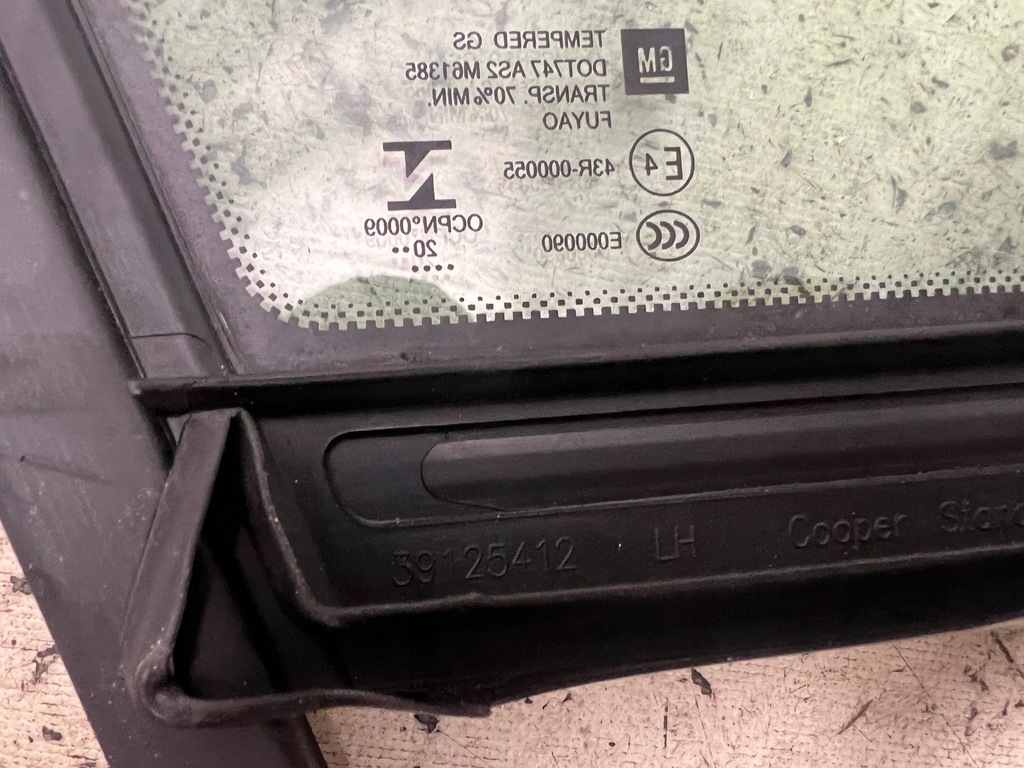 GM
TEMPERED GS
DOT747 AS2 M61385
TRANSP. 70% MIN.
FUYAO
E4
43R-000055
CCC
E000090
OCPN°0009
20
39125412 LH Cooper